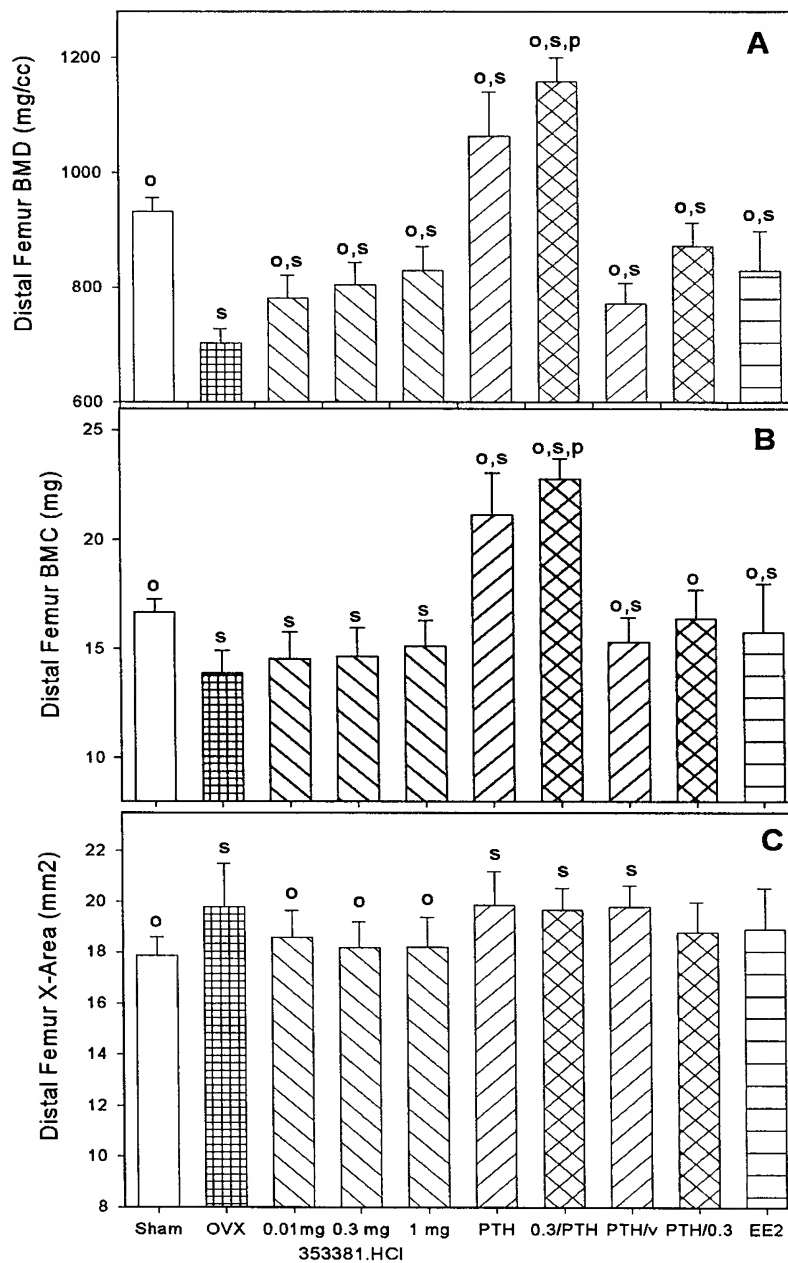 A
Distal Femur BMD (mg/cc)
1200
1000
800
600
o
s
o,s
o,s
o,s
o,s
o,s,p
o,s
o,s
o,s
B
Distal Femur BMC (mg)
25
20
15
10
o
s
s
s
s
o,s
o,s,p
o,s
o
o,s
C
Distal Femur X-Area (mm2)
22
20
18
16
14
12
10
8
o
s
o
o
o
s
s
s
Sham OVX 0.01mg 0.3 mg 1 mg PTH 0.3/PTH PTH/v PTH/0.3 EE2
353381.HCl